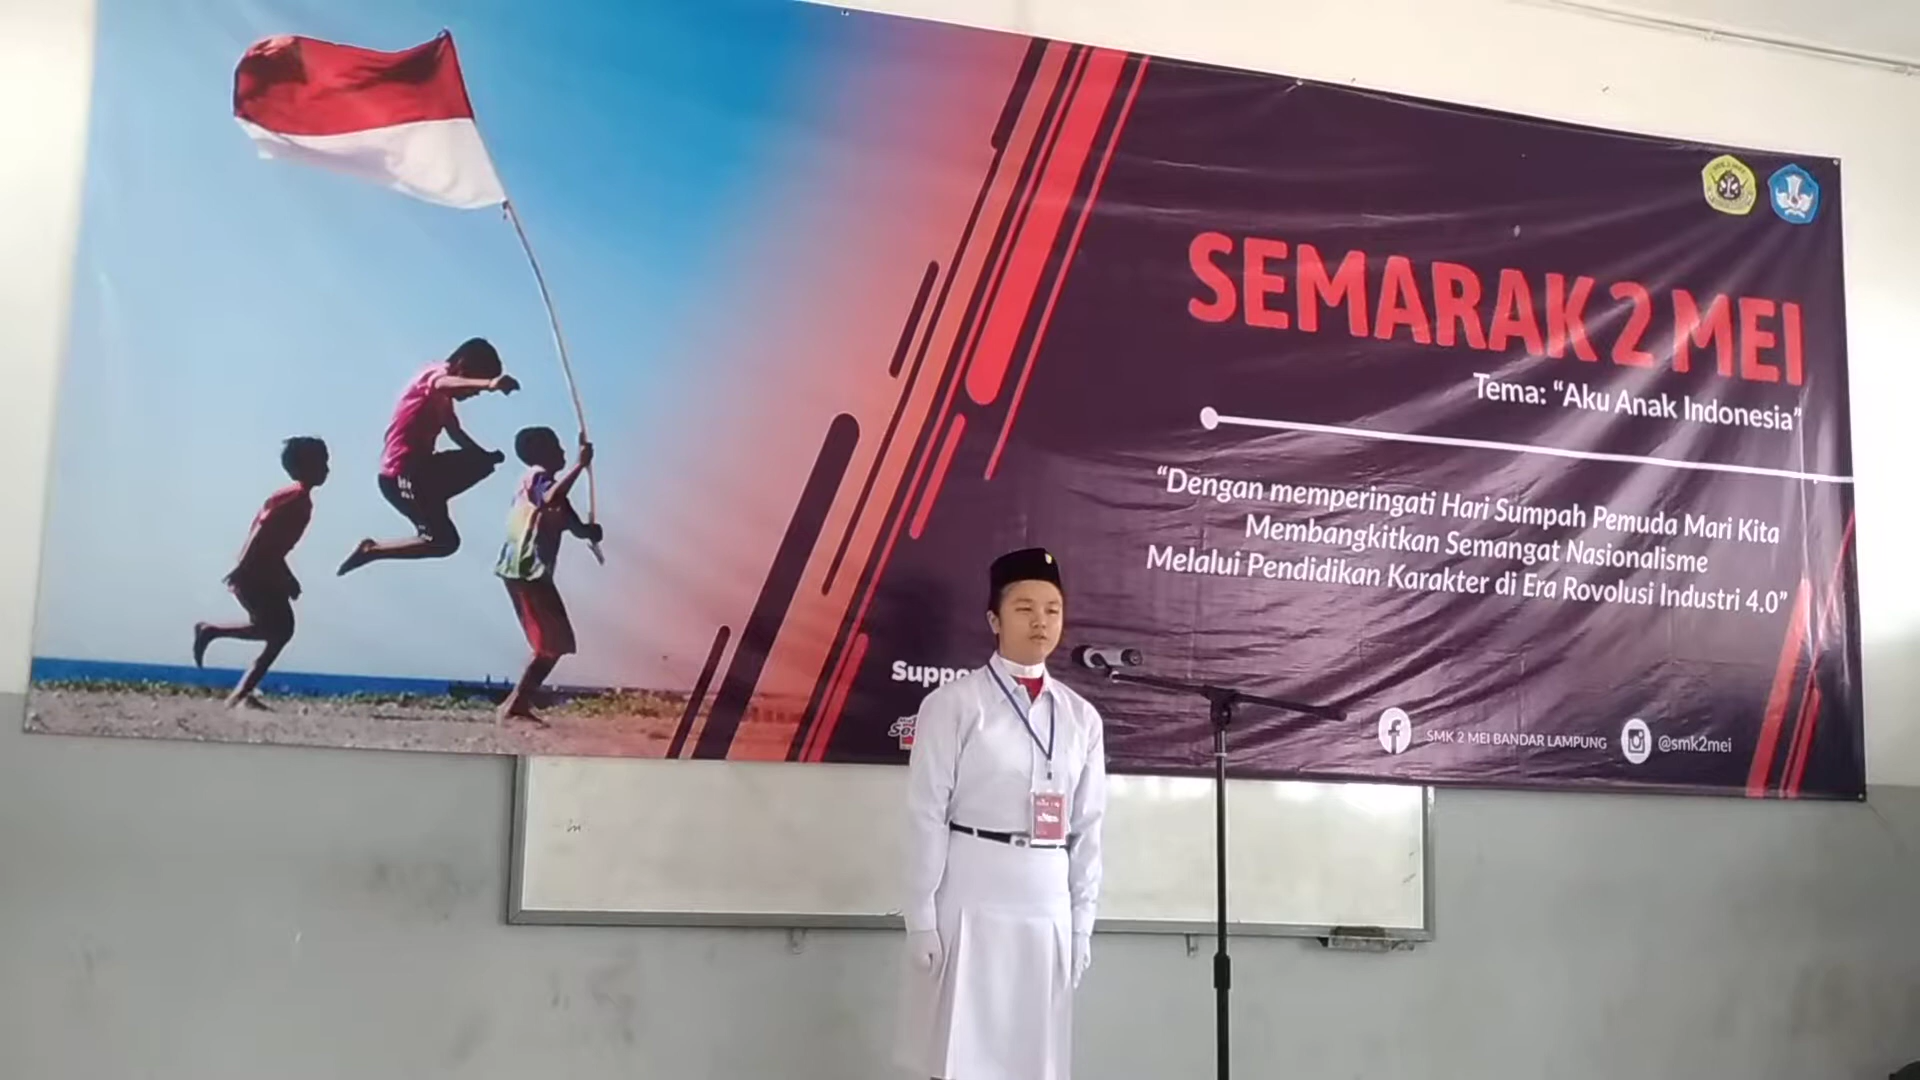 SEMARAK 2 MEI
Tema: “Aku Anak Indonesia”
“Dengan memperingati Hari Sumpah Pemuda Mari Kita
Membangkitkan Semangat Nasionalisme
Melalui Pendidikan Karakter di Era Rovolusi Industri 4.0”
SMK 2 MEI BANDAR LAMPUNG
@smk2mei